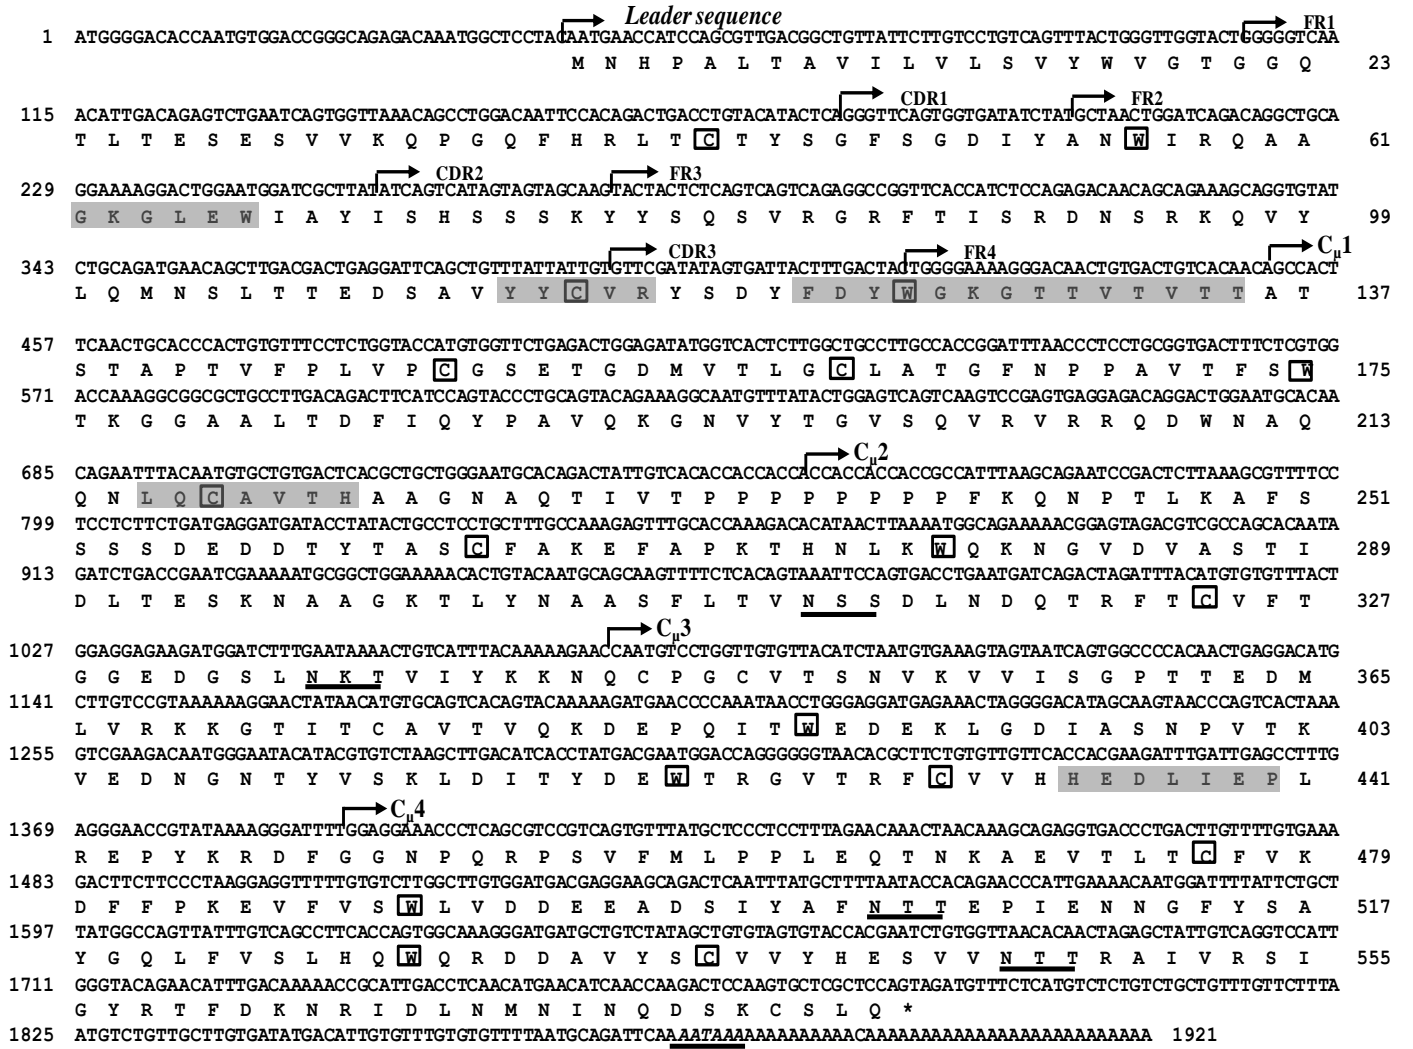 Leader sequence FR1
1 ATGGGGACACCAATGTGGACCGGGCAGAGACAAATGGCTCCTACAATGAACCATCCAGCGTTGACGGCTGTTATTCTTGTCCTGTCAGTTTACTGGGTTGGTACTGGGGGTCAA
M N H P A L T A V I L V L S V Y W V G T G G Q 23
CDR1 FR2
115 ACATTGACAGAGTCTGAATCAGTGGTTAAACAGCCTGGACAATTCCACAGACTGACCTGTACATACTCAGGGTTCAGTGGTGATATCTATGCTAACTGGATCAGACAGGCTGCA
T L T E S E S V V K Q P G Q F H R L T C T Y S G F S G D I Y A N W I R Q A A 61
CDR2 FR3
229 GGAAAAGGACTGGAATGGATCGCTTATATCAGTCATAGTAGTAGCAAGTACTACTCTCAGTCAGTCAGAGGCCGGTTCACCATCTCCAGAGACAACAGCAGAAAGCAGGTGTAT
G K G L E W I A Y I S H S S S K Y Y S Q S V R G R F T I S R D N S R K Q V Y 99
CDR3 FR4 Cμ1
343 CTGCAGATGAACAGCTTGACGACTGAGGATTCAGCTGTTTATTATTGTGTTCGATATAGTGATTACTTTGACTACTGGGGAAAAGGGACAACTGTGACTGTCACAACAGCCACT
L Q M N S L T T E D S A V Y Y C V R Y S D Y F D Y W G K G T T V T V T T A T 137
457 TCAACTGCACCCACTGTGTTTCCTCTGGTACCATGTGGTTCTGAGACTGGAGATATGGTCACTCTTGGCTGCCTTGCCACCGGATTTAACCCTCCTGCGGTGACTTTCTCGTGG
S T A P T V F P L V P C G S E T G D M V T L G C L A T G F N P P A V T F S W 175
571 ACCAAAGGCGGCGCTGCCTTGACAGACTTCATCCAGTACCCTGCAGTACAGAAAGGCAATGTTTATACTGGAGTCAGTCAAGTCCGAGTGAGGAGACAGGACTGGAATGCACAA
T K G G A A L T D F I Q Y P A V Q K G N V Y T G V S Q V R V R R Q D W N A Q 213
Cμ2
685 CAGAATTTACAATGTGCTGTGACTCACGCTGCTGGGAATGCACAGACTATTGTCACACCACCACCACCACCACCACCGCCATTTAAGCAGAATCCGACTCTTAAAGCGTTTTCC
Q N L Q C A V T H A A G N A Q T I V T P P P P P P P F K Q N P T L K A F S 251
799 TCCTCTTCTGATGAGGATGATACCTATACTGCCTCCTGCTTTGCCAAAGAGTTTGCACCAAAGACACATAACTTAAAATGGCAGAAAAACGGAGTAGACGTCGCCAGCACAATA
S S S D E D D T Y T A S C F A K E F A P K T H N L K W Q K N G V D V A S T I 289
913 GATCTGACCGAATCGAAAAATGCGGCTGGAAAAACACTGTACAATGCAGCAAGTTTTCTCACAGTAAATTCCAGTGACCTGAATGATCAGACTAGATTTACATGTGTGTTTACT
D L T E S K N A A G K T L Y N A A S F L T V N S S D L N D Q T R F T C V F T 327
Cμ3
1027 GGAGGAGAAGATGGATCTTTGAATAAAACTGTCATTTACAAAAAGAACCAATGTCCTGGTTGTGTTACATCTAATGTGAAAGTAGTAATCAGTGGCCCCACAACTGAGGACATG
G G E D G S L N K T V I Y K K N Q C P G C V T S N V K V V I S G P T T E D M 365
1141 CTTGTCCGTAAAAAAGGAACTATAACATGTGCAGTCACAGTACAAAAAGATGAACCCCAAATAACCTGGGAGGATGAGAAACTAGGGGACATAGCAAGTAACCCAGTCACTAAA
L V R K K G T I T C A V T V Q K D E P Q I T W E D E K L G D I A S N P V T K 403
1255 GTCGAAGACAATGGGAATACATACGTGTCTAAGCTTGACATCACCTATGACGAATGGACCAGGGGGGTAACACGCTTCTGTGTTGTTCACCACGAAGATTTGATTGAGCCTTTG
V E D N G N T Y V S K L D I T Y D E W T R G V T R F C V V H H E D L I E P L 441
Cμ4
1369 AGGGAACCGTATAAAAGGGATTTTGGAGGAAACCCTCAGCGTCCGTCAGTGTTTATGCTCCCTCCTTTAGAACAAACTAACAAAGCAGAGGTGACCCTGACTTGTTTTGTGAAA
R E P Y K R D F G G N P Q R P S V F M L P P L E Q T N K A E V T L T C F V K 479
1483 GACTTCTTCCCTAAGGAGGTTTTTGTGTCTTGGCTTGTGGATGACGAGGAAGCAGACTCAATTTATGCTTTTAATACCACAGAACCCATTGAAAACAATGGATTTTATTCTGCT
D F F P K E V F V S W L V D D E E A D S I Y A F N T T E P I E N N G F Y S A 517
1597 TATGGCCAGTTATTTGTCAGCCTTCACCAGTGGCAAAGGGATGATGCTGTCTATAGCTGTGTAGTGTACCACGAATCTGTGGTTAACACAACTAGAGCTATTGTCAGGTCCATT
Y G Q L F V S L H Q W Q R D D A V Y S C V V Y H E S V V N T T R A I V R S I 555
1711 GGGTACAGAACATTTGACAAAAACCGCATTGACCTCAACATGAACATCAACCAAGACTCCAAGTGCTCGCTCCAGTAGATGTTTCTCATGTCTCTGTCTGCTGTTTGTTCTTTA
G Y R T F D K N R I D L N M N I N Q D S K C S L Q *
1825 ATGTCTGTTGCTTGTGATATGACATTGTGTTTGTGTGTTTTAATGCAGATTCAAAATAAAAAAAAAAAACAAAAAAAAAAAAAAAAAAAAAAAAA 1921